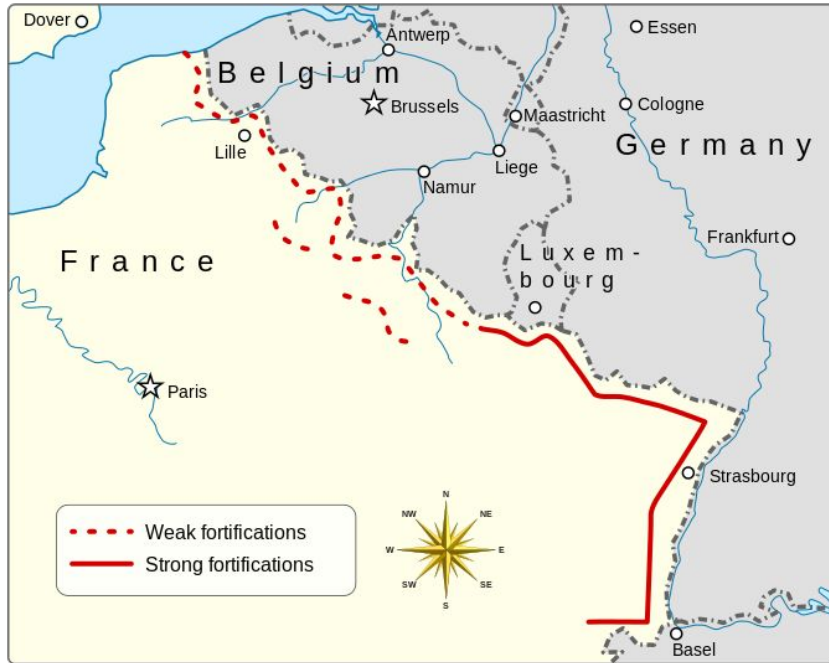 Dover
Essen
Antwerp
Belgium
Brussels
Maastricht
Cologne
Lille
Germany
Liege
Namur
France
Luxem-
bourg
Frankfurt
Paris
Strasbourg
Weak fortifications
Strong fortifications
N
NW
NE
W
E
SW
SE
S
Basel